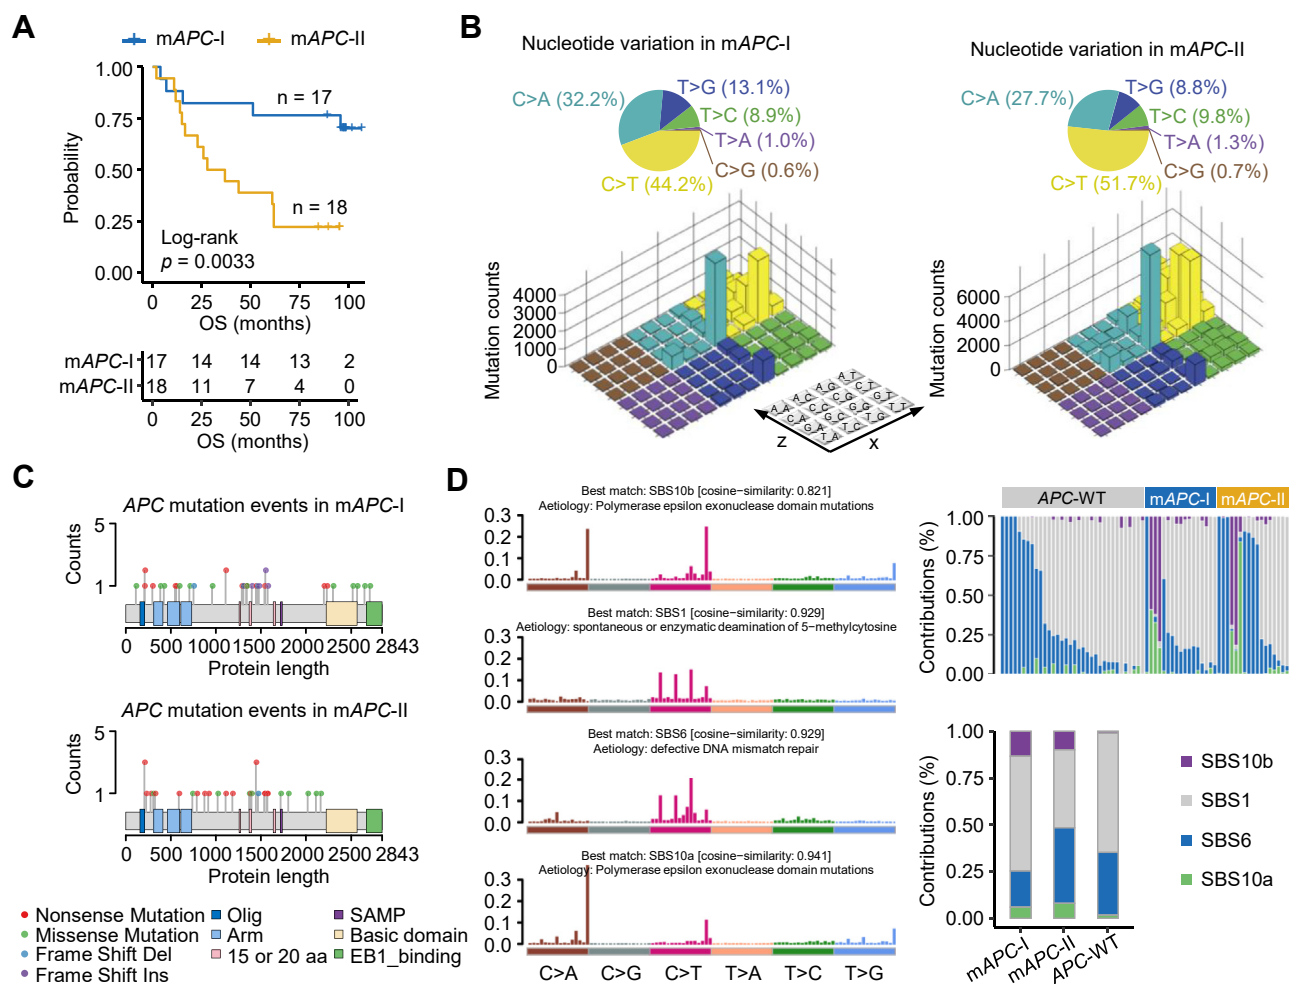 A
mAPC-I mAPC-II
1.00
0.75
0.50
0.25
0.00
Probability
n = 17
n = 18
Log-rank
p = 0.0033
0 25 50 75 100
OS (months)
mAPC-I 17 14 14 13 2
mAPC-II 18 11 7 4 0
0 25 50 75 100
OS (months)
B
Nucleotide variation in mAPC-I
C>A (32.2%)
T>G (13.1%)
T>C (8.9%)
T>A (1.0%)
C>G (0.6%)
C>T (44.2%)
Mutation counts
4000
3000
2000
1000
0
Nucleotide variation in mAPC-II
C>A (27.7%)
T>G (8.8%)
T>C (9.8%)
T>A (1.3%)
C>G (0.7%)
C>T (51.7%)
Mutation counts
6000
4000
2000
0
A T
A G C T
A C C G G T
A A C C G G T T
C A G C T G
G A T C
T A
z x
C
APC mutation events in mAPC-I
Counts
5
1
0 500 1000 1500 2000 2500 2843
Protein length
APC mutation events in mAPC-II
Counts
5
1
0 500 1000 1500 2000 2500 2843
Protein length
Nonsense Mutation
Missense Mutation
Frame Shift Del
Frame Shift Ins
Olig
Arm
15 or 20 aa
SAMP
Basic domain
EB1_binding
D
Best match: SBS10b [cosine−similarity: 0.821]
Aetiology: Polymerase epsilon exonuclease domain mutations
0.3
0.2
0.1
0.0
Best match: SBS1 [cosine−similarity: 0.929]
Aetiology: spontaneous or enzymatic deamination of 5−methylcytosine
0.3
0.2
0.1
0.0
Best match: SBS6 [cosine−similarity: 0.929]
Aetiology: defective DNA mismatch repair
0.3
0.2
0.1
0.0
Best match: SBS10a [cosine−similarity: 0.941]
Aetiology: Polymerase epsilon exonuclease domain mutations
0.3
0.2
0.1
0.0
C>A C>G C>T T>A T>C T>G
APC-WT mAPC-I mAPC-II
Contributions (%)
1.00
0.75
0.50
0.25
0.00
Contributions (%)
1.00
0.75
0.50
0.25
0.00
mAPC-I
mAPC-II
APC-WT
SBS10b
SBS1
SBS6
SBS10a